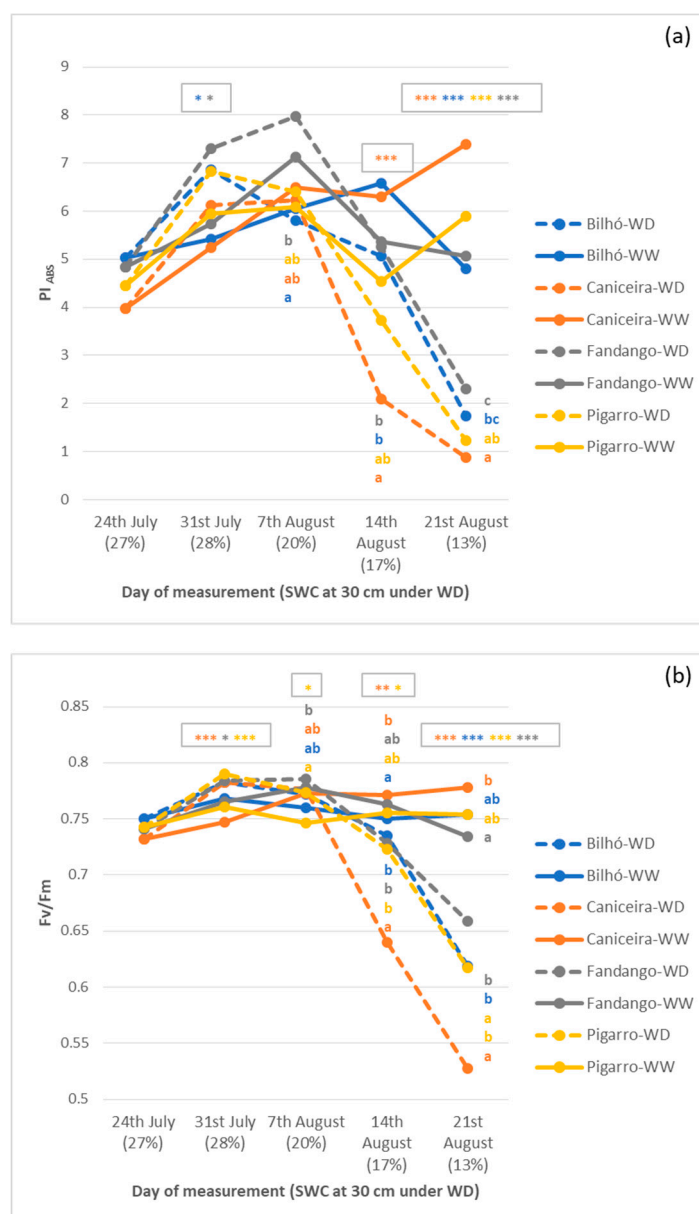 (a)
9
8
7
6
5
4
3
2
1
0
PI ABS
* *
***
*** *** *** ***
b
ab
ab
a
b
b
ab
a
c
bc
ab
a
24th July
(27%)
31st July
(28%)
7th August
(20%)
14th
August
(17%)
21st August
(13%)
Day of measurement (SWC at 30 cm under WD)
Bilhó-WD
Bilhó-WW
Caniceira-WD
Caniceira-WW
Fandango-WD
Fandango-WW
Pigarro-WD
Pigarro-WW
(b)
0.85
0.8
0.75
0.7
0.65
0.6
0.55
0.5
Fv/Fm
*** * ***
*
** *
*** *** *** ***
b
ab
ab
a
b
ab
ab
a
b
ab
ab
a
b
b
b
a
b
b
a
b
a
24th July
(27%)
31st July
(28%)
7th August
(20%)
14th
August
(17%)
21st
August
(13%)
Day of measurement (SWC at 30 cm under WD)
Bilhó-WD
Bilhó-WW
Caniceira-WD
Caniceira-WW
Fandango-WD
Fandango-WW
Pigarro-WD
Pigarro-WW